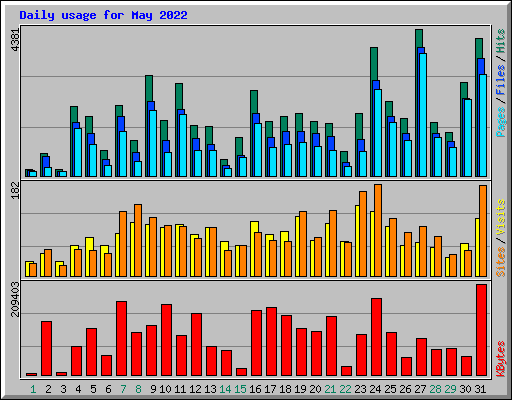 Daily usage for May 2022
4381
Pages / Files / Hits
182
Sites / Visits
209403
KBytes
1 2 3 4 5 6 7 8 9 10 11 12 13 14 15 16 17 18 19 20 21 22 23 24 25 26 27 28 29 30 31